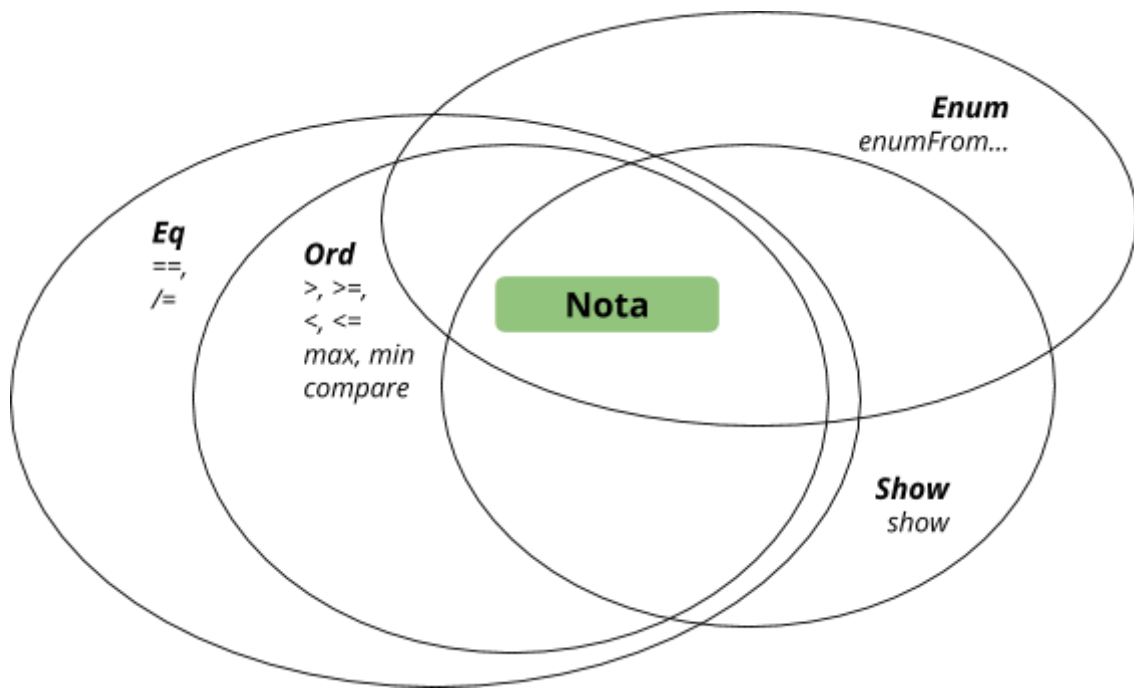 Enum
enumFrom...
Eq
==,
/=
Ord
>, >=,
<, <=
max, min
compare
Nota
Show
show